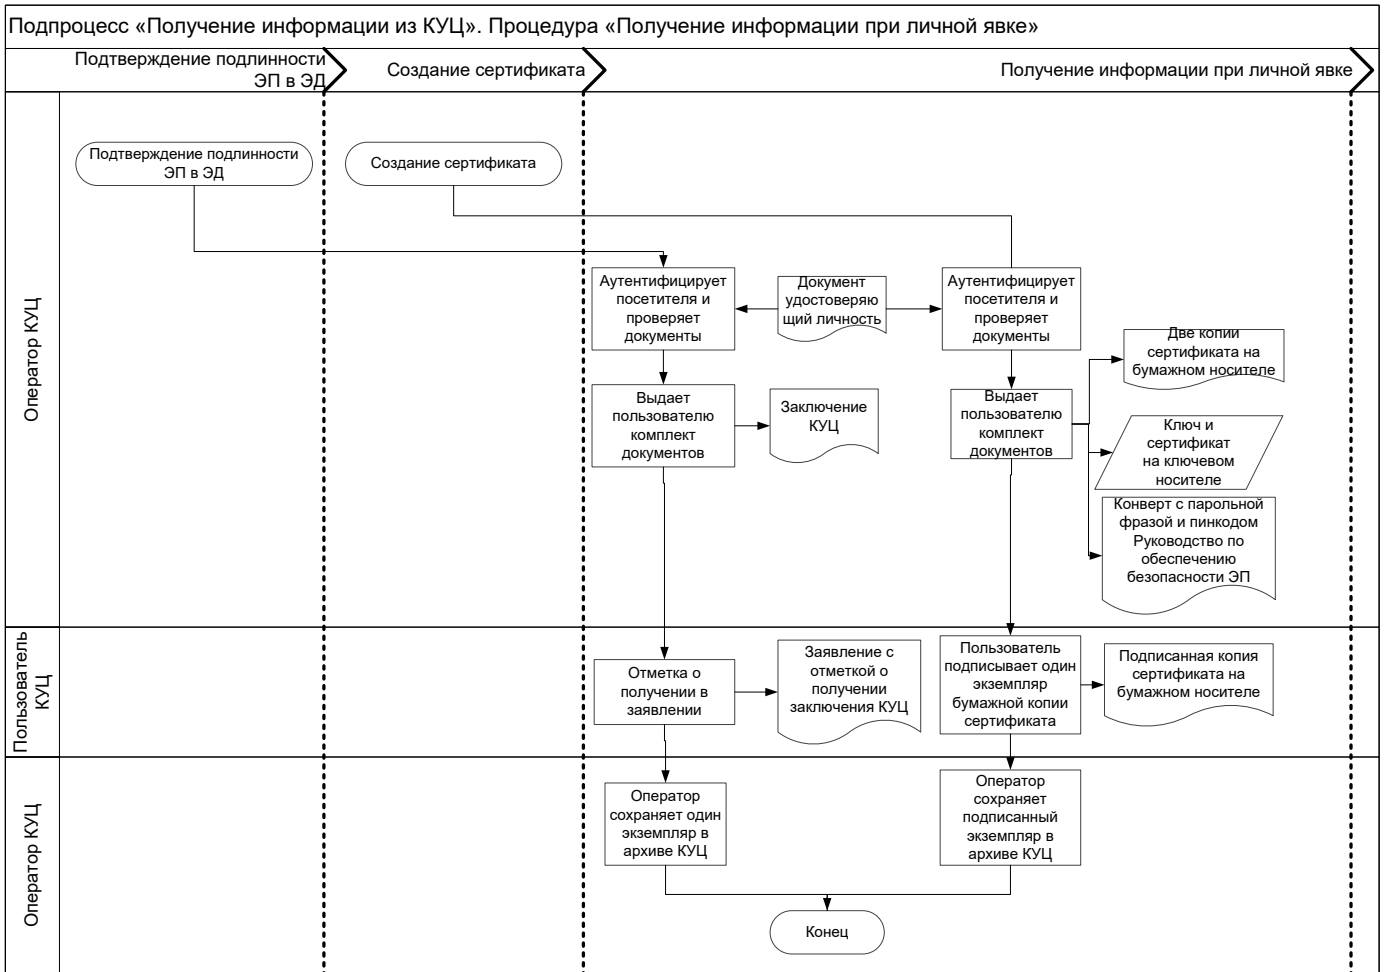 Подпроцесс «Получение информации из КУЦ». Процедура «Получение информации при личной явке»
Подтверждение подлинности
ЭП в ЭД
Создание сертификата
Получение информации при личной явке
Оператор КУЦ
Подтверждение подлинности
ЭП в ЭД
Создание сертификата
Аутентифицирует
посетителя и
проверяет
документы
Документ
удостоверяю
щий личность
Аутентифицирует
посетителя и
проверяет
документы
Две копии
сертификата на
бумажном носителе
Выдает
пользователю
комплект
документов
Заключение
КУЦ
Выдает
пользователю
комплект
документов
Ключ и
сертификат
на ключевом
носителе
Конверт с парольной
фразой и пинкодом
Руководство по
обеспечению
безопасности ЭП
Пользователь
КУЦ
Отметка о
получении в
заявлении
Заявление с
отметкой о
получении
заключения КУЦ
Пользователь
подписывает один
экземпляр
бумажной копии
сертификата
Подписанная копия
сертификата на
бумажном носителе
Оператор КУЦ
Оператор
сохраняет один
экземпляр в
архиве КУЦ
Оператор
сохраняет
подписанный
экземпляр в
архиве КУЦ
Конец